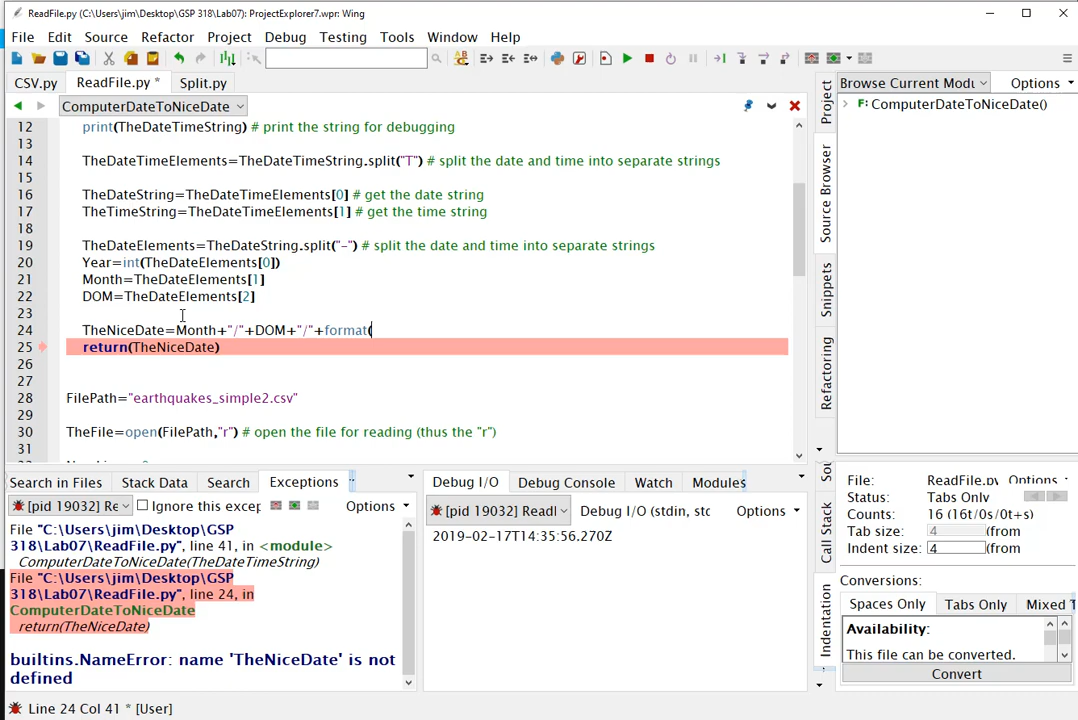 ReadFile.py (C:\Users\jim\Desktop\GSP 318\Lab07): ProjectExplorer7.wpr: Wing
File Edit Source Refactor Project Debug Testing Tools Windows Help
CSV.py ReadFile.py * Split.py
ComputerDateToNiceDate
12 print(TheDateTimeString) # print the string for debugging
13
14 TheDateTimeElements=TheDateTimeString.split("T") # split the date and time into separate strings
15
16 TheDateString=TheDateTimeElements[0] # get the date string
17 TheTimeString=TheDateTimeElements[1] # get the time string
18
19 TheDateElements=TheDateString.split("-") # split the date and time into separate strings
20 Year=int(TheDateElements[0])
21 Month=TheDateElements[1]
22 DOM=TheDateElements[2]
23
24 TheNiceDate=Month+"/"+DOM+"/"+format(
25 return(TheNiceDate)
26
27
28 FilePath="earthquakes_simple2.csv"
29
30 TheFile=open(FilePath,"r") # open the file for reading (thus the "r")
31
Project
Source Browser
Snippets
Refactoring
Browse Current Modu Options
F: ComputerDateToNiceDate()
Search in Files Stack Data Search Exceptions
[pid 19032] Re Ignore this excep Options
File "C:\Users\jim\Desktop\GSP
318\Lab07\ReadFile.py", line 41, in <module>
ComputerDateToNiceDate(TheDateTimeString)
File "C:\Users\jim\Desktop\GSP
318\Lab07\ReadFile.py", line 24, in
ComputerDateToNiceDate
return(TheNiceDate)
builtins.NameError: name 'TheNiceDate' is not
defined
Debug I/O Debug Console Watch Modules
[pid 19032] ReadI Debug I/O (stdin, stc Options
2019-02-17T14:35:56.270Z
Call Stack
Indentation
File: ReadFile.py Options
Status: Tabs Only
Counts: 16 (16t/0s/0t+s)
Tab size: 4 (from
Indent size: 4 (from
Conversions:
Spaces Only Tabs Only Mixed T
Availability:
This file can be converted.
Convert
Line 24 Col 41 * [User]